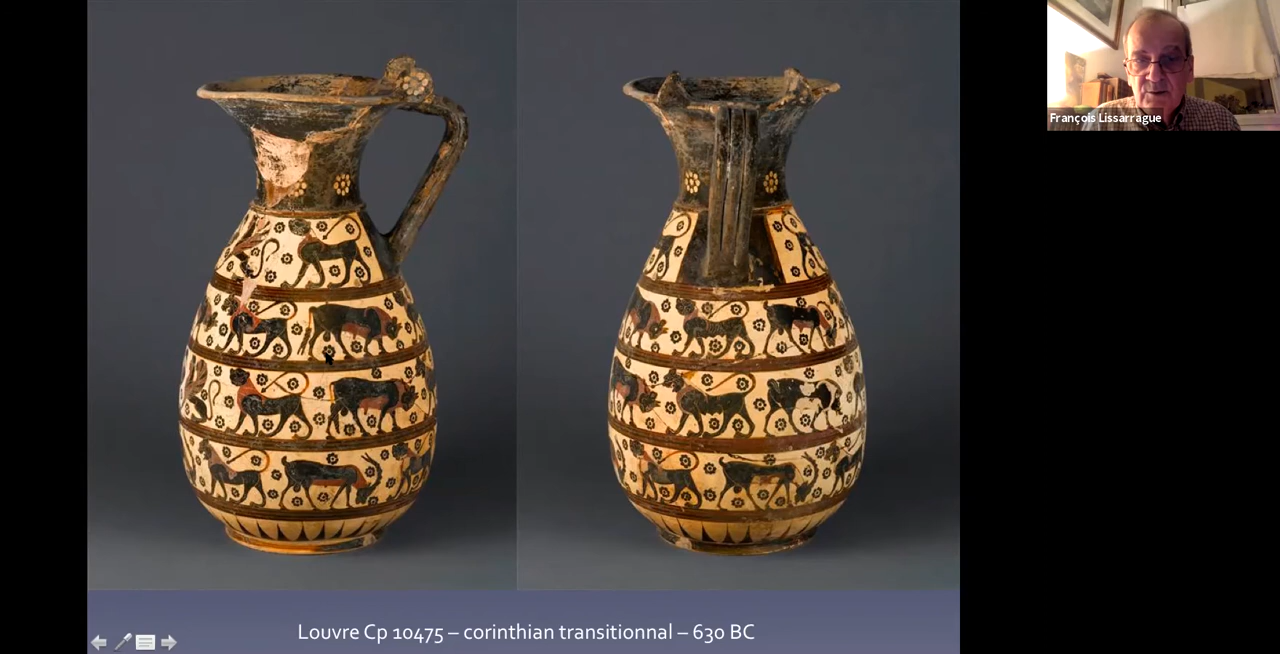 François Lissarrague
Louvre Cp 10475 – corinthian transitionnal – 630 BC